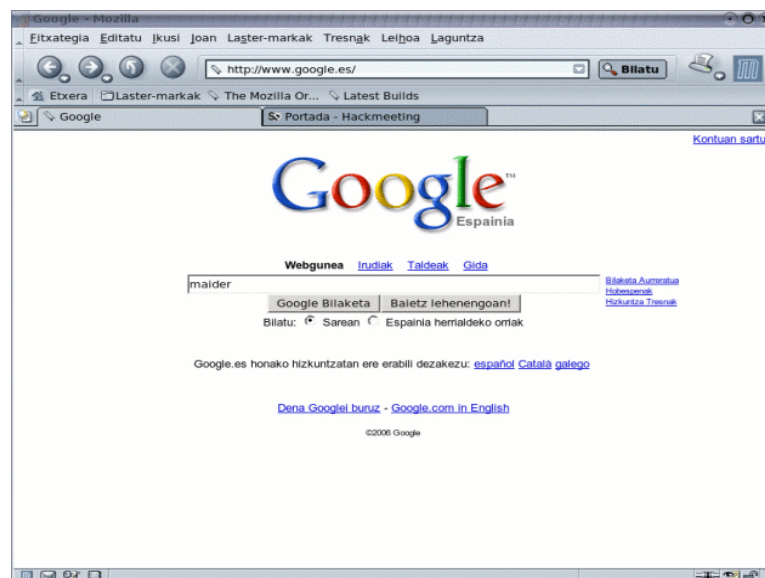 Google - Mozilla
Fitxategia Editatu Ikusi Joan Laster-markak Tresnak Leihoa Laguntza
http://www.google.es/ Bilatu
Etxera Laster-markak The Mozilla Or... Latest Builds
Google Portada - Hackmeeting
Kontuan sartu
Google™
Espainia
Webgunea Irudiak Taldeak Gida
maider
Bilaketa Aurreratua
Hobespenak
Hizkuntza Tresnak
Google Bilaketa Baietz lehenengoan!
Bilatu: Sarean Espainia herrialdeko orriak
Google.es honako hizkuntzatan ere erabili dezakezu: español Català galego
Dena Googlei buruz - Google.com in English
©2006 Google